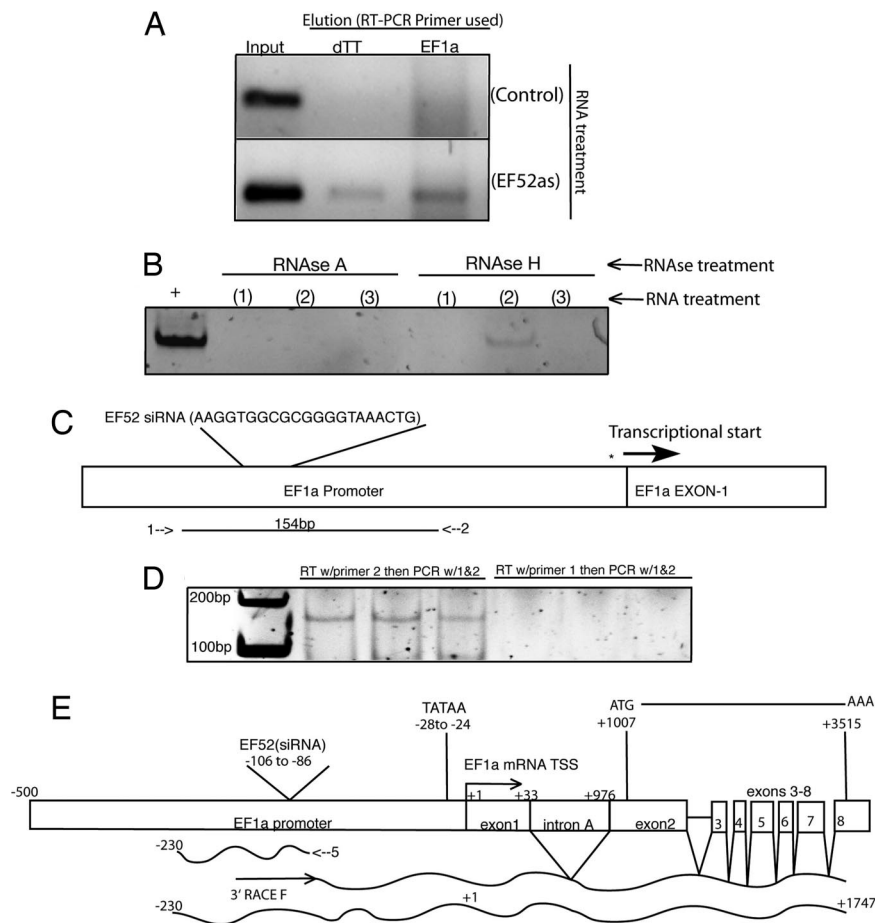 A
Elution (RT-PCR Primer used)
Input dTT EF1a
(Control)
(EF52as)
RNA treatment
B
RNAse A RNAse H <-- RNAse treatment
+ (1) (2) (3) (1) (2) (3) <-- RNA treatment
C
EF52 siRNA (AAGGTGGCGCGGGGTAAACTG)
Transcriptional start
*
EF1a Promoter EF1a EXON-1
1--> 154bp <--2
D
RT w/primer 2 then PCR w/1&2 RT w/primer 1 then PCR w/1&2
200bp
100bp
E
TATAA
-28to -24
ATG
+1007
AAA
+3515
EF52(siRNA)
-106 to -86
EF1a mRNA TSS
-500
+1 +33 +976
exons 3-8
EF1a promoter exon1 intron A exon2 3 4 5 6 7 8
-230 <--5
3' RACE F
-230 +1 +1747